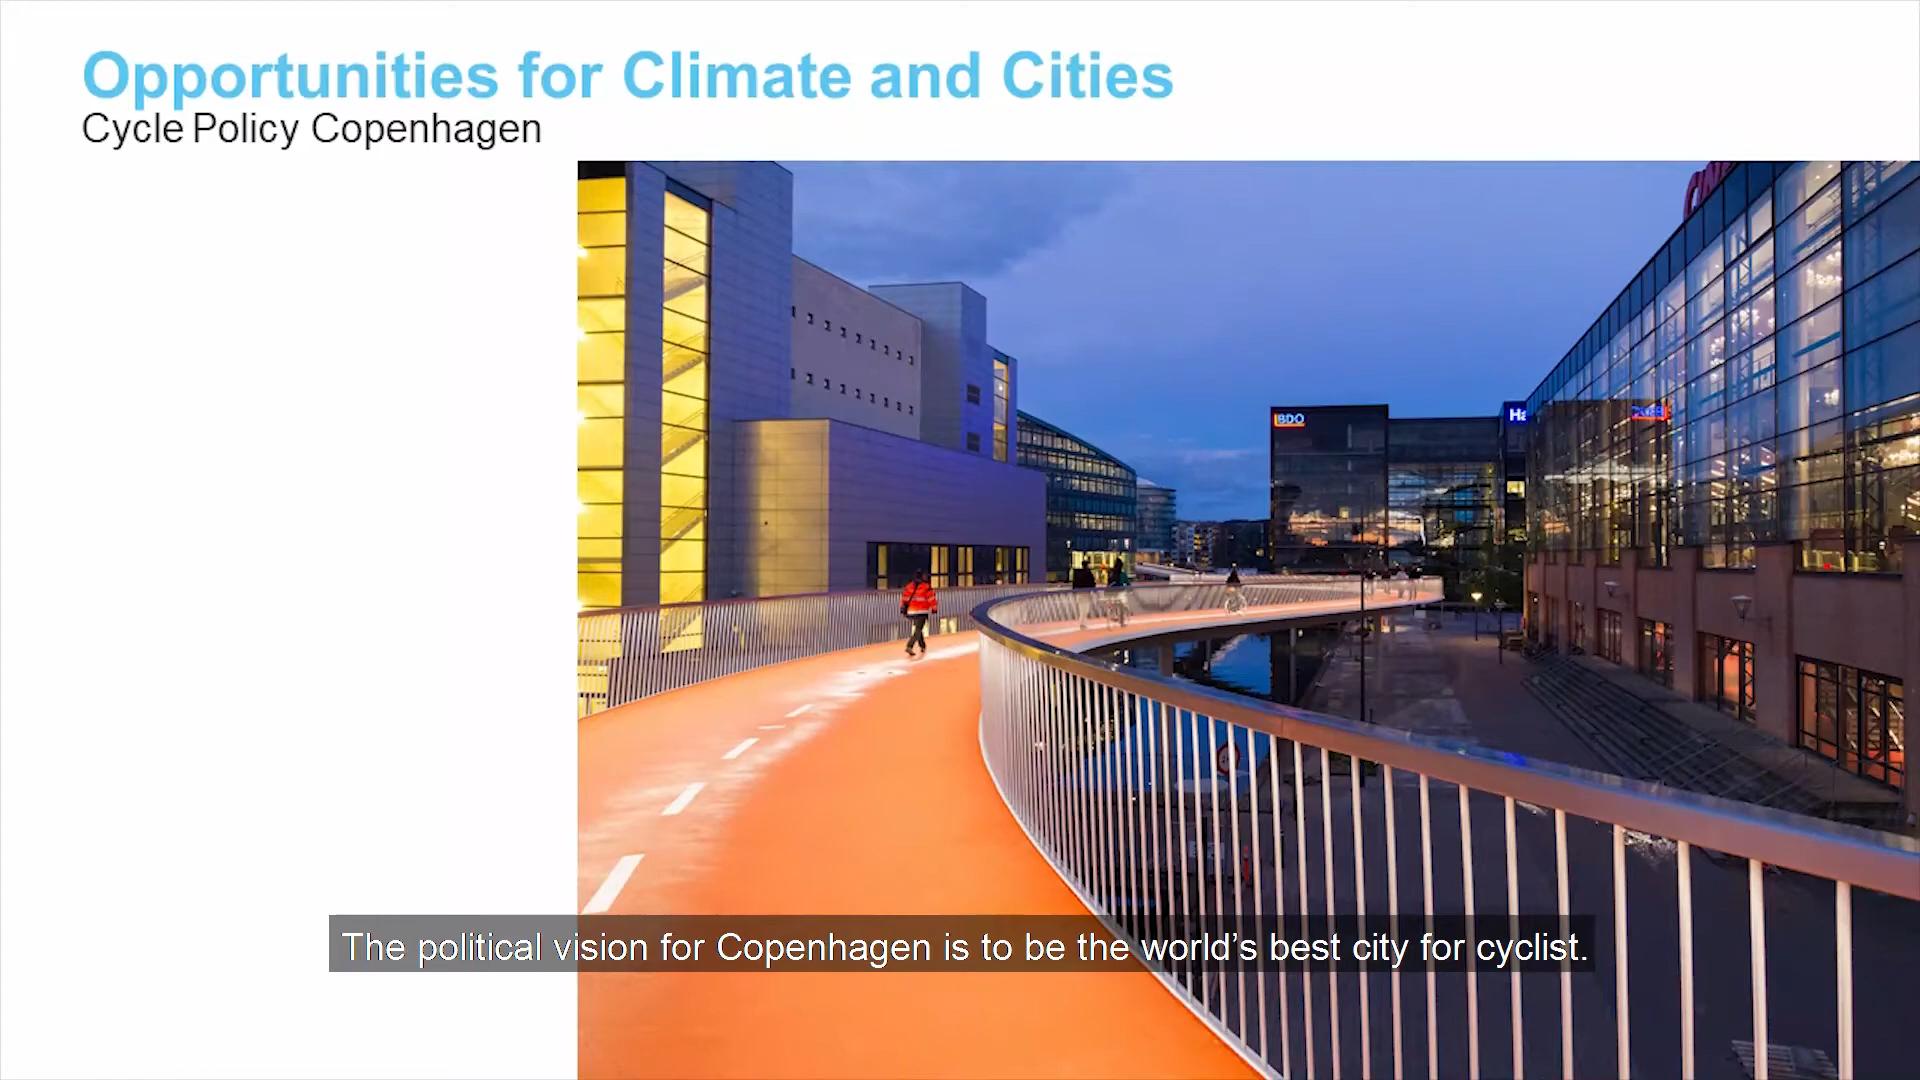 Opportunities for Climate and Cities
Cycle Policy Copenhagen
BDO
Ha
The political vision for Copenhagen is to be the world’s best city for cyclist.